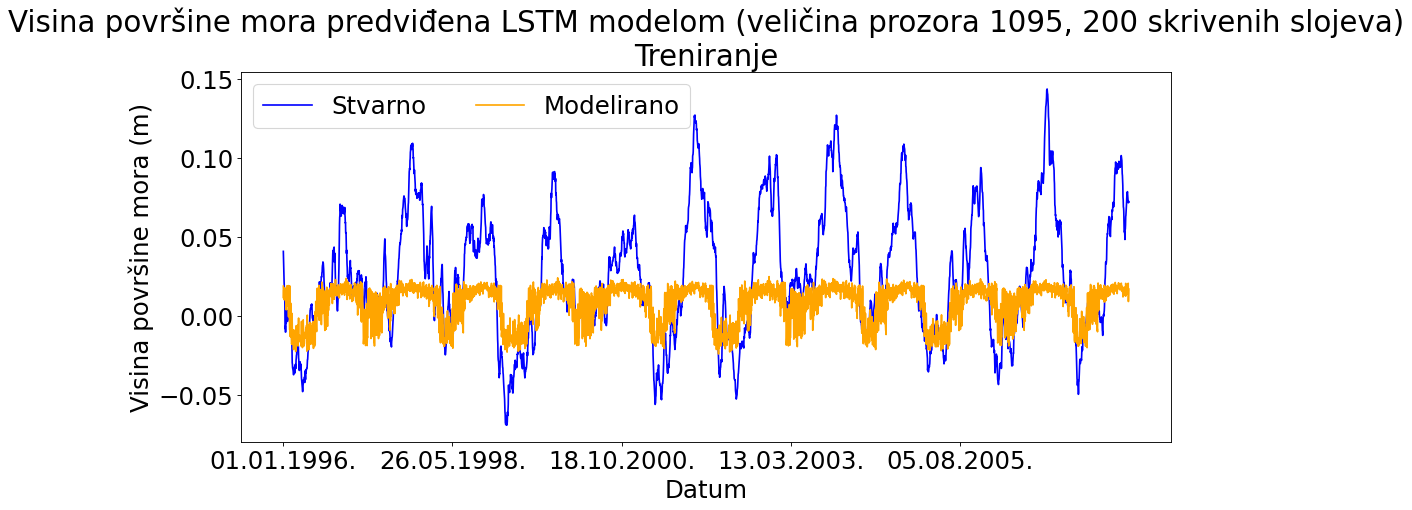 Visina površine mora predviđena LSTM modelom (veličina prozora 1095, 200 skrivenih slojeva)
Treniranje
Stvarno Modelirano
Visina površine mora (m)
0.15
0.10
0.05
0.00
−0.05
01.01.1996. 26.05.1998. 18.10.2000. 13.03.2003. 05.08.2005.
Datum